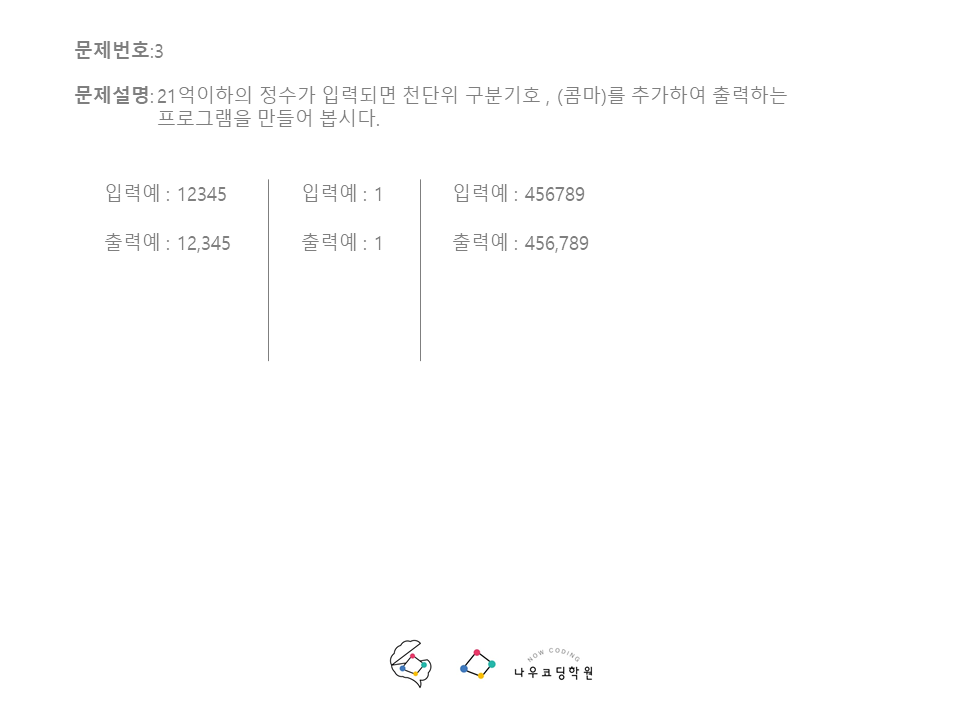 문제번호:3
문제설명: 21억이하의 정수가 입력되면 천단위 구분기호 , (콤마)를 추가하여 출력하는
프로그램을 만들어 봅시다.
입력예 : 12345
출력예 : 12,345
입력예 : 1
출력예 : 1
입력예 : 456789
출력예 : 456,789
NOW CODING
나우코딩학원